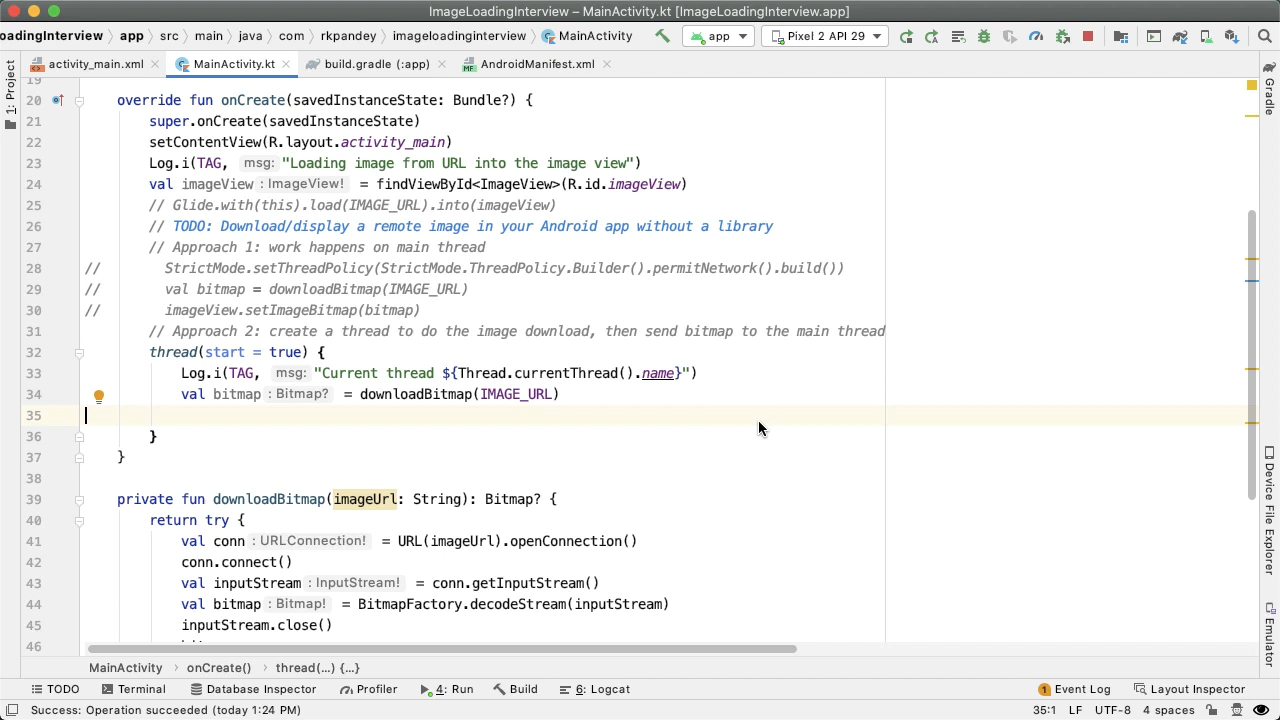 ImageLoadingInterview – MainActivity.kt [ImageLoadingInterview.app]
oadingInterview app src main java com rkpandey imageloadinginterview MainActivity app Pixel 2 API 29
activity_main.xml MainActivity.kt build.gradle (:app) AndroidManifest.xml
1: Project
Gradle
Device File Explorer
Emulator
19
20 override fun onCreate(savedInstanceState: Bundle?) {
21 super.onCreate(savedInstanceState)
22 setContentView(R.layout.activity_main)
23 Log.i(TAG, msg: "Loading image from URL into the image view")
24 val imageView : ImageView! = findViewById<ImageView>(R.id.imageView)
25 // Glide.with(this).load(IMAGE_URL).into(imageView)
26 // TODO: Download/display a remote image in your Android app without a library
27 // Approach 1: work happens on main thread
28 // StrictMode.setThreadPolicy(StrictMode.ThreadPolicy.Builder().permitNetwork().build())
29 // val bitmap = downloadBitmap(IMAGE_URL)
30 // imageView.setImageBitmap(bitmap)
31 // Approach 2: create a thread to do the image download, then send bitmap to the main thread
32 thread(start = true) {
33 Log.i(TAG, msg: "Current thread ${Thread.currentThread().name}")
34 val bitmap : Bitmap? = downloadBitmap(IMAGE_URL)
35
36 }
37 }
38
39 private fun downloadBitmap(imageUrl: String): Bitmap? {
40 return try {
41 val conn : URLConnection! = URL(imageUrl).openConnection()
42 conn.connect()
43 val inputStream : InputStream! = conn.getInputStream()
44 val bitmap : Bitmap! = BitmapFactory.decodeStream(inputStream)
45 inputStream.close()
46
MainActivity onCreate() thread(...) {...}
TODO Terminal Database Inspector Profiler 4: Run Build 6: Logcat 1 Event Log Layout Inspector
Success: Operation succeeded (today 1:24 PM) 35:1 LF UTF-8 4 spaces